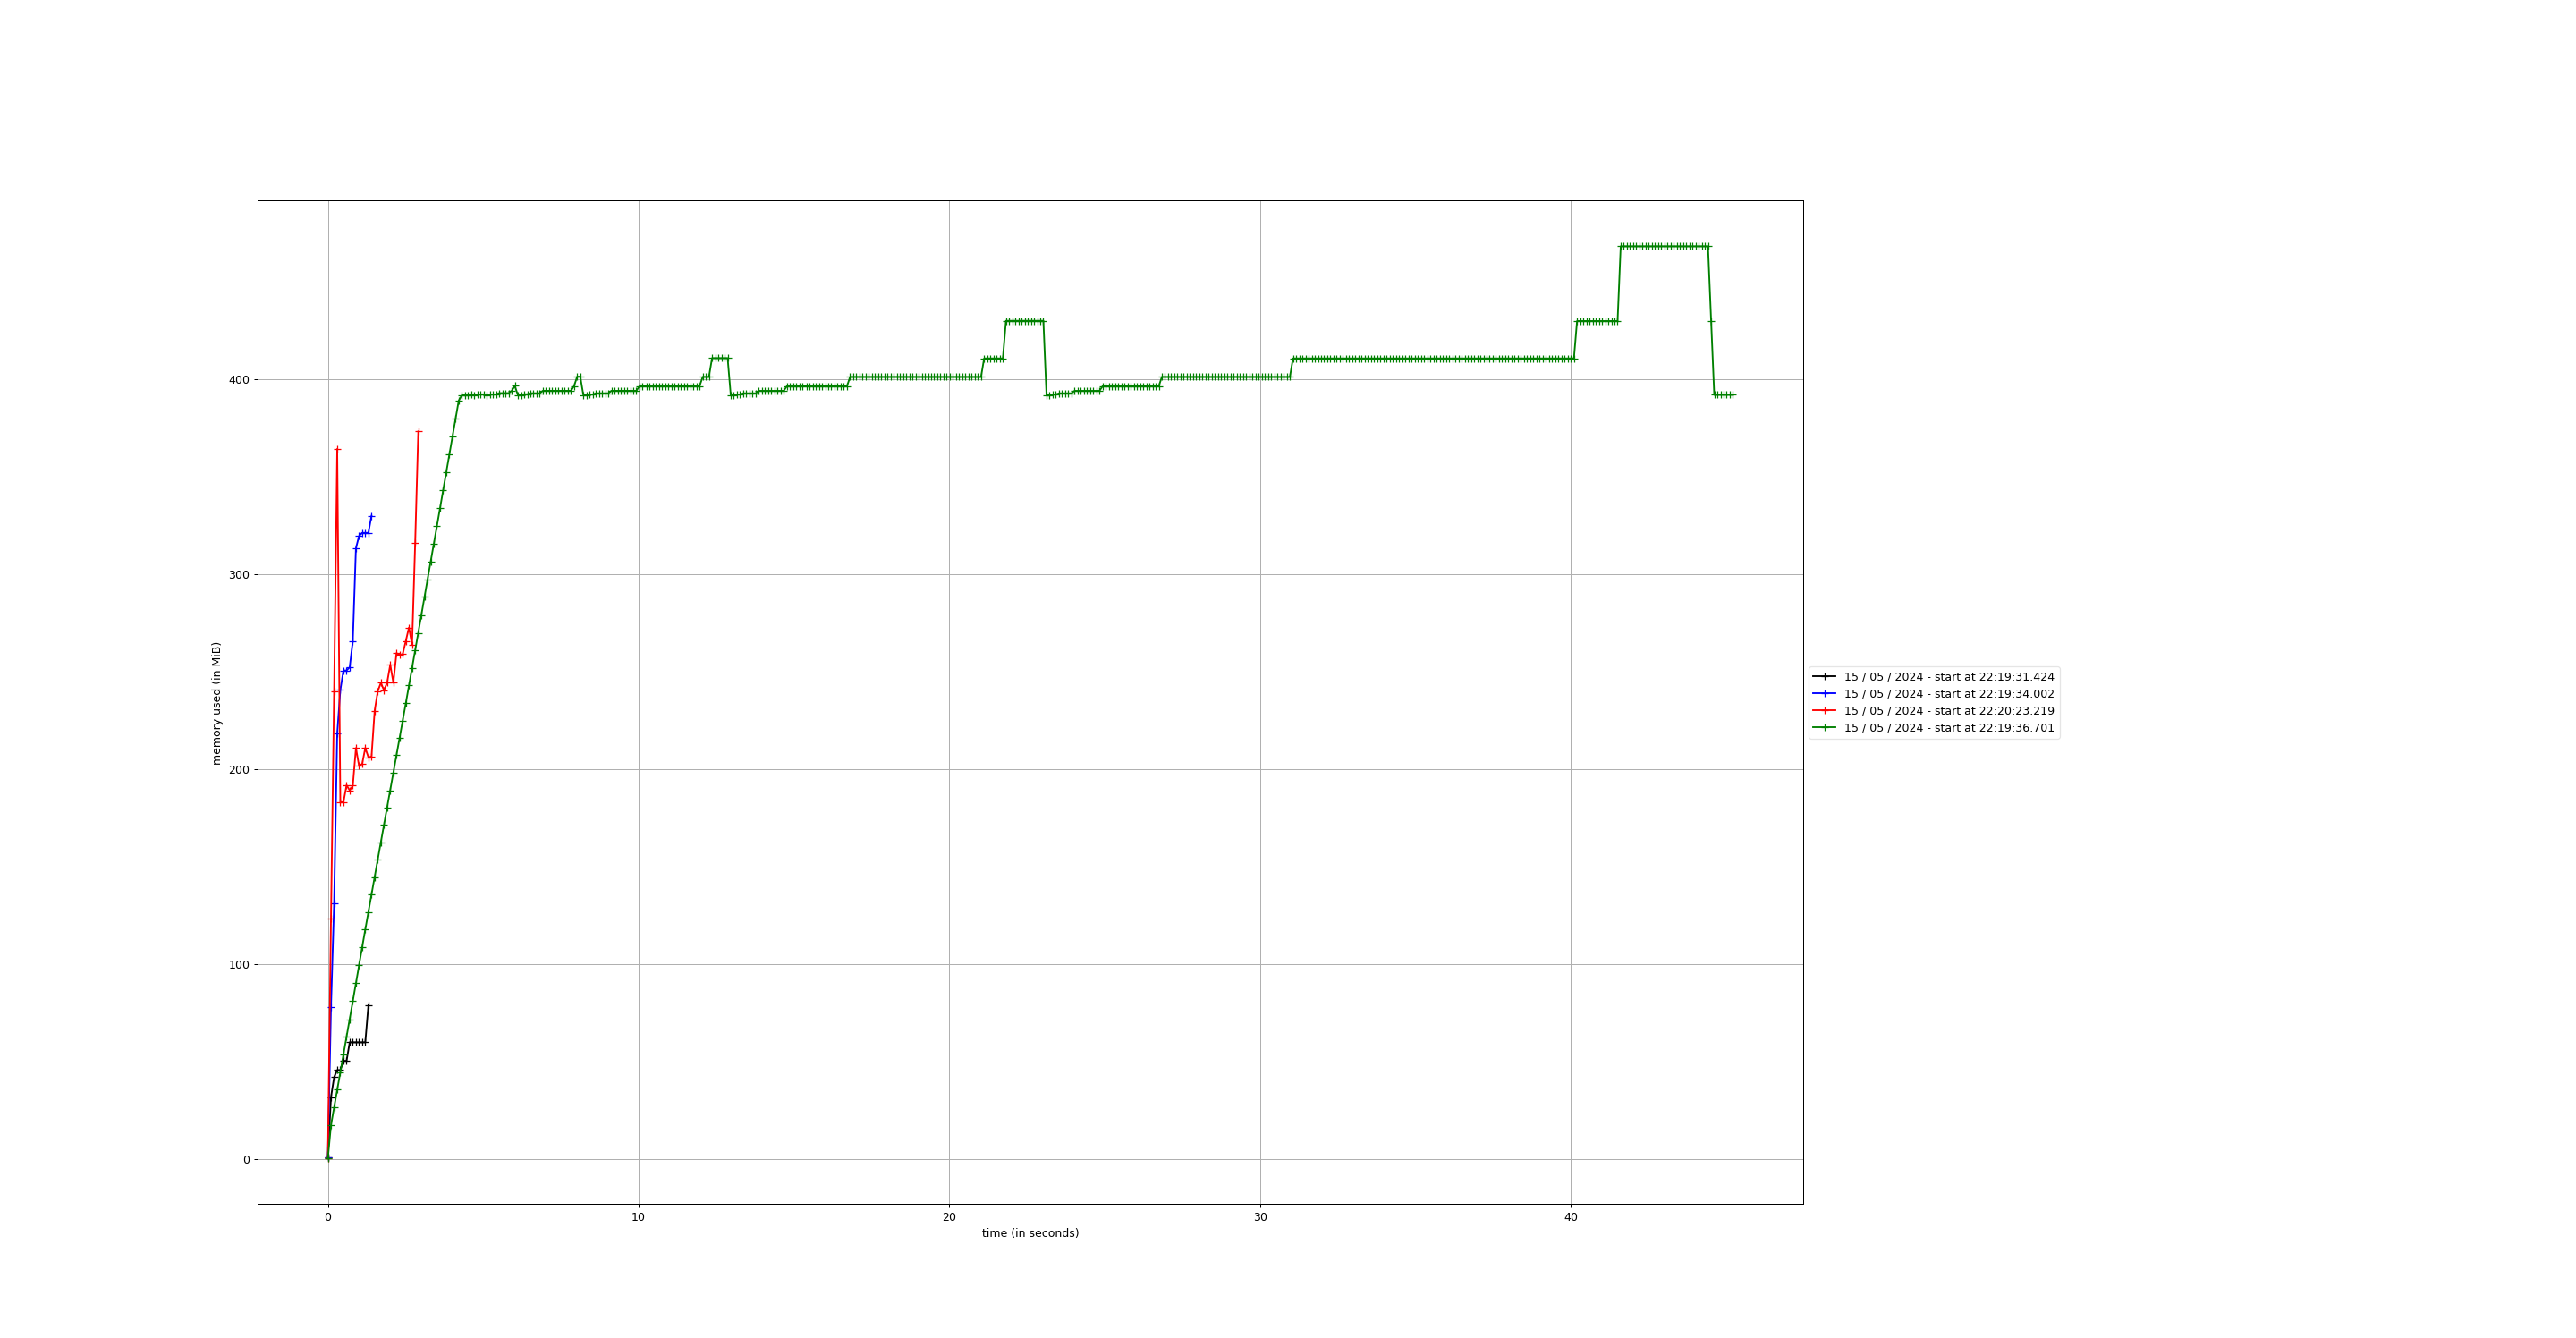 400
300
200
100
0
memory used (in MiB)
0 10 20 30 40
time (in seconds)
15 / 05 / 2024 - start at 22:19:31.424
15 / 05 / 2024 - start at 22:19:34.002
15 / 05 / 2024 - start at 22:20:23.219
15 / 05 / 2024 - start at 22:19:36.701